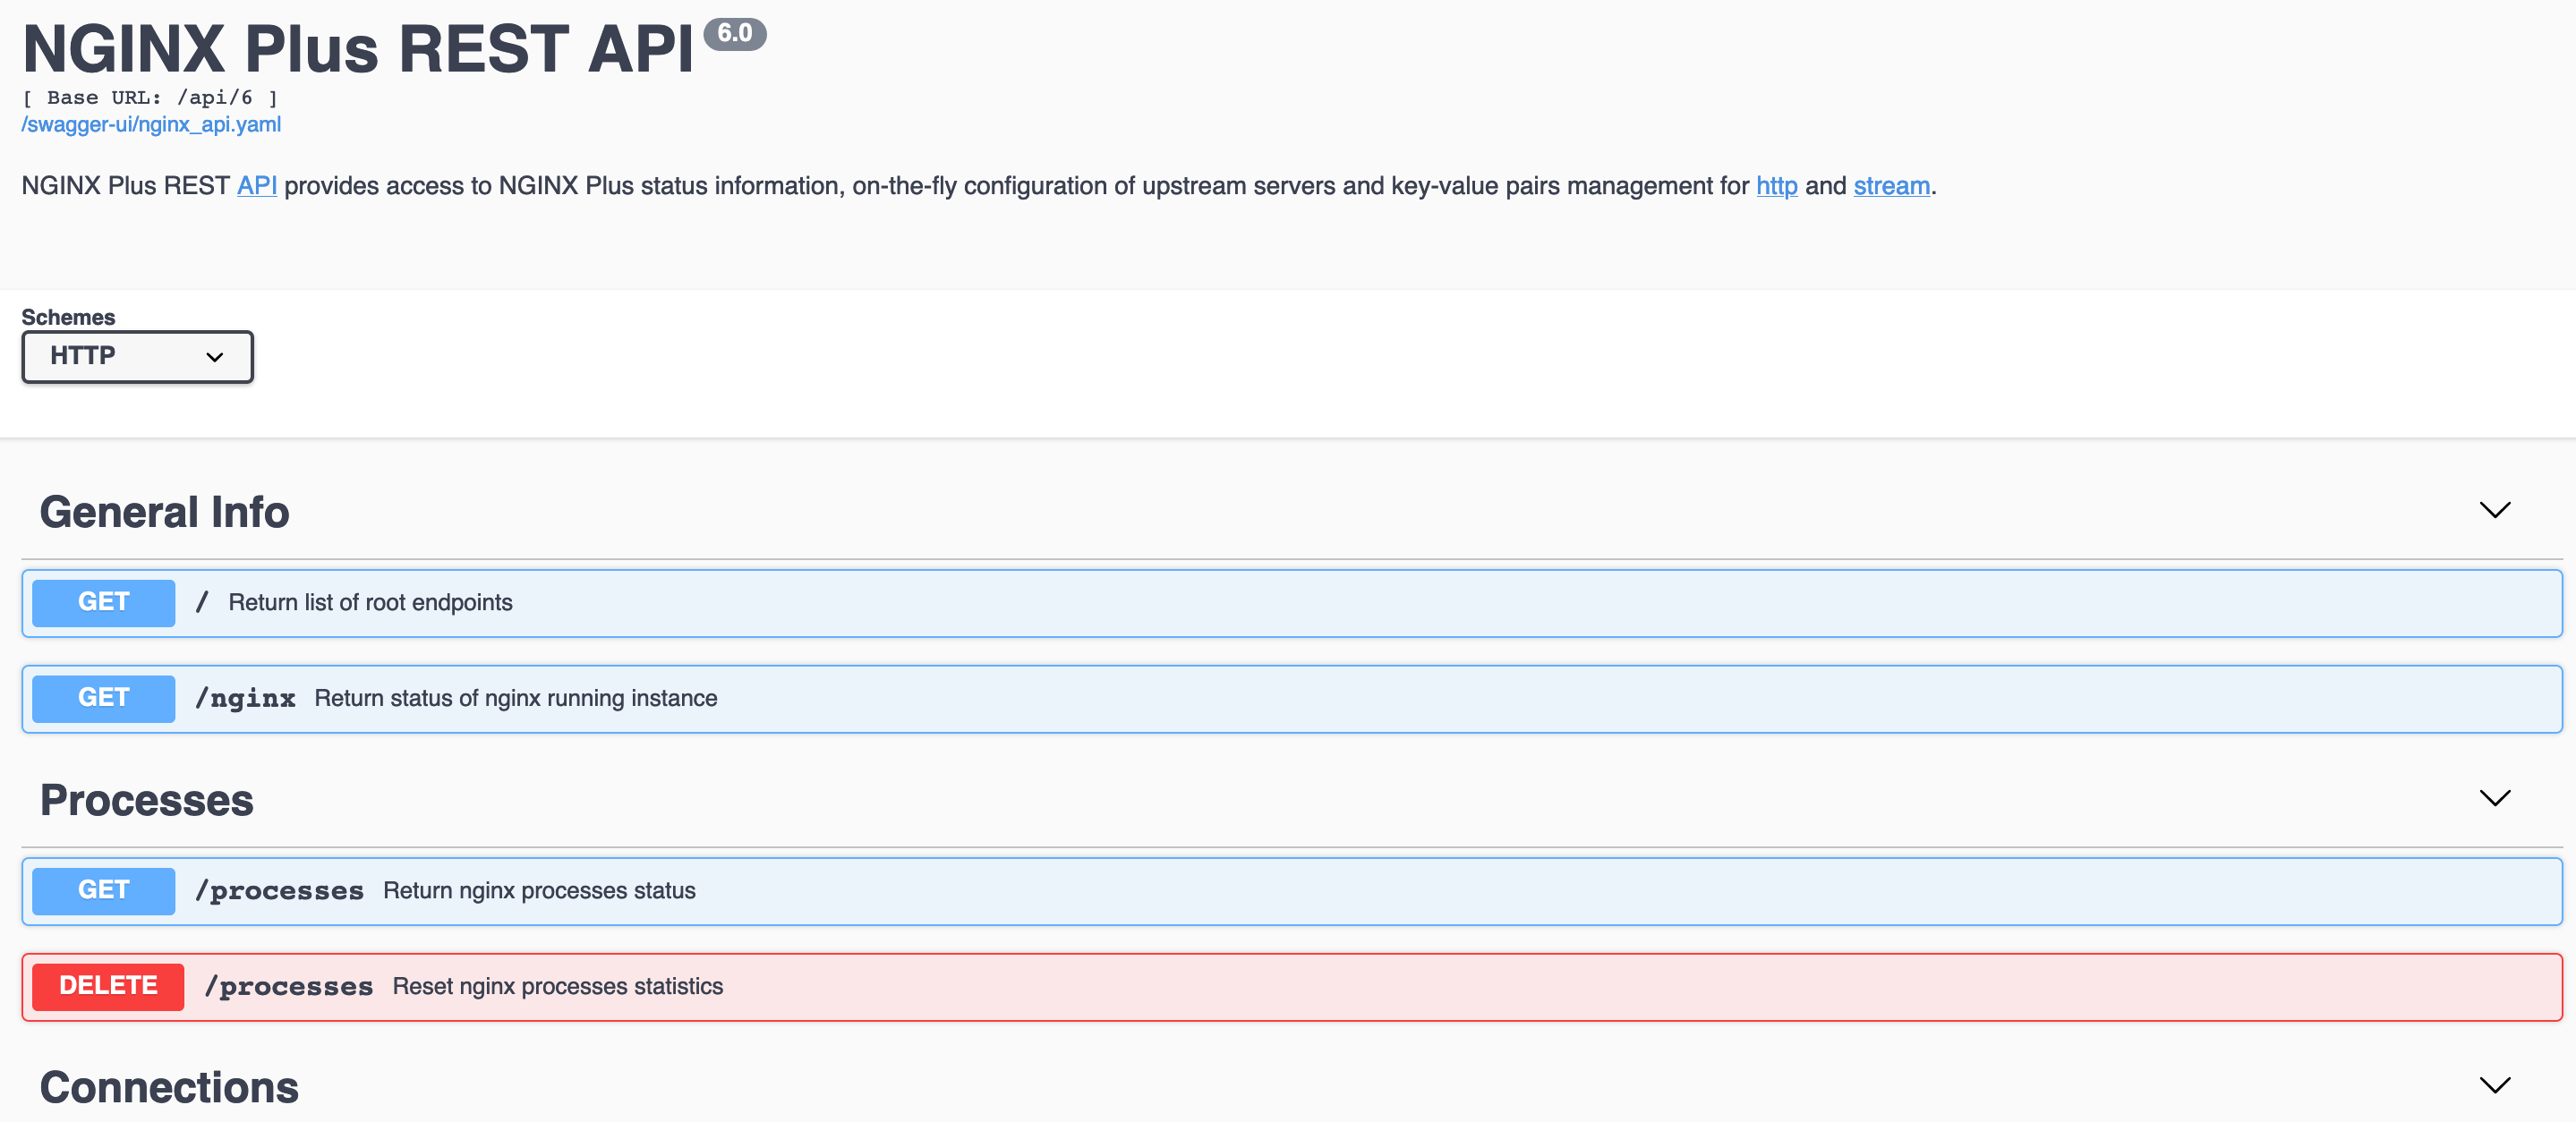 NGINX Plus REST API 6.0
[ Base URL: /api/6 ]
/swagger-ui/nginx_api.yaml
NGINX Plus REST API provides access to NGINX Plus status information, on-the-fly configuration of upstream servers and key-value pairs management for http and stream.
Schemes
HTTP
General Info
GET / Return list of root endpoints
GET /nginx Return status of nginx running instance
Processes
GET /processes Return nginx processes status
DELETE /processes Reset nginx processes statistics
Connections